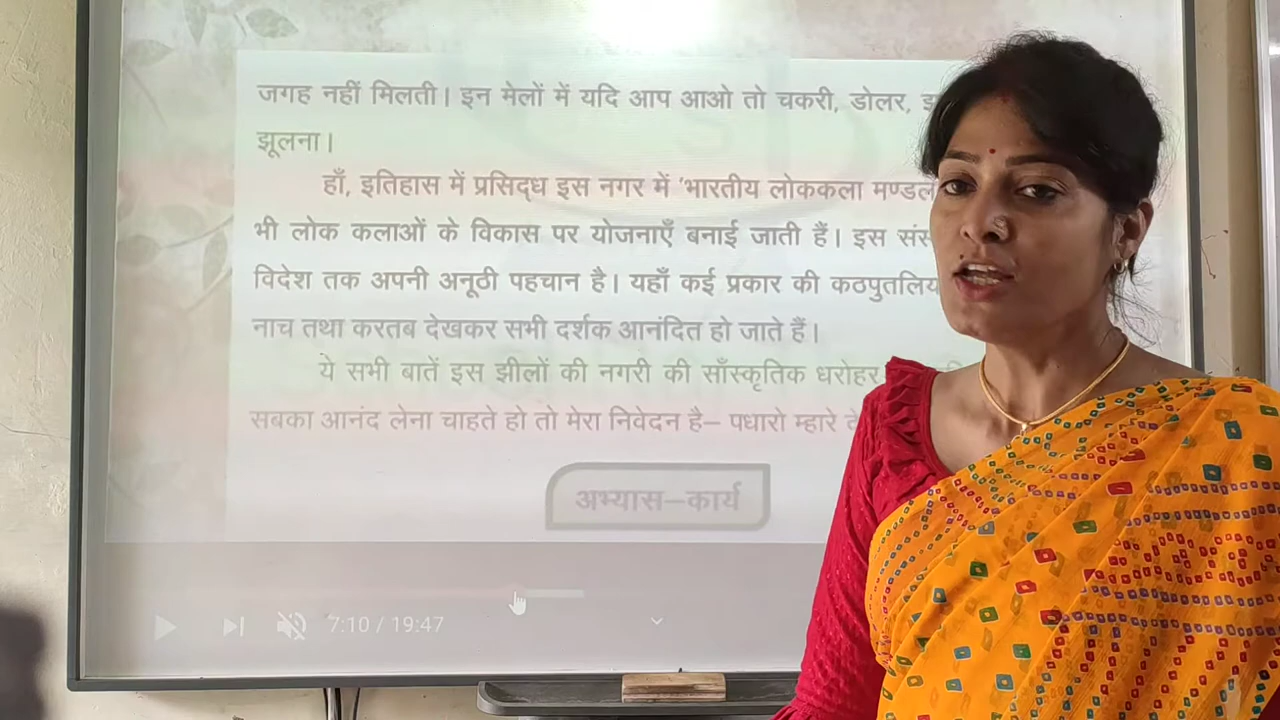 जगह नहीं मिलती। इन मेलों में यदि आप आओ तो चकरी, डोलर,
झूलना।
हाँ, इतिहास में प्रसिद्ध इस नगर में 'भारतीय लोककला मण्डल
भी लोक कलाओं के विकास पर योजनाएँ बनाई जाती हैं। इस
विदेश तक अपनी अनूठी पहचान है। यहाँ कई प्रकार की
नाच तथा करतब देखकर सभी दर्शक आनंदित हो जाते हैं।
ये सभी बातें इस झीलों की नगरी की साँस्कृतिक धरोहर
सबका आनंद लेना चाहते हो तो मेरा निवेदन है– पधारो म्हारे
अभ्यास–कार्य
7:10 / 19:47